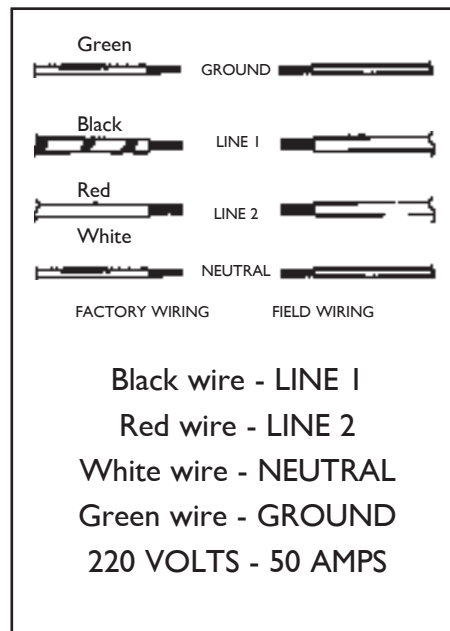 Green
GROUND
Black
LINE 1
Red
LINE 2
White
NEUTRAL
FACTORY WIRING FIELD WIRING
Black wire - LINE 1
Red wire - LINE 2
White wire - NEUTRAL
Green wire - GROUND
220 VOLTS - 50 AMPS